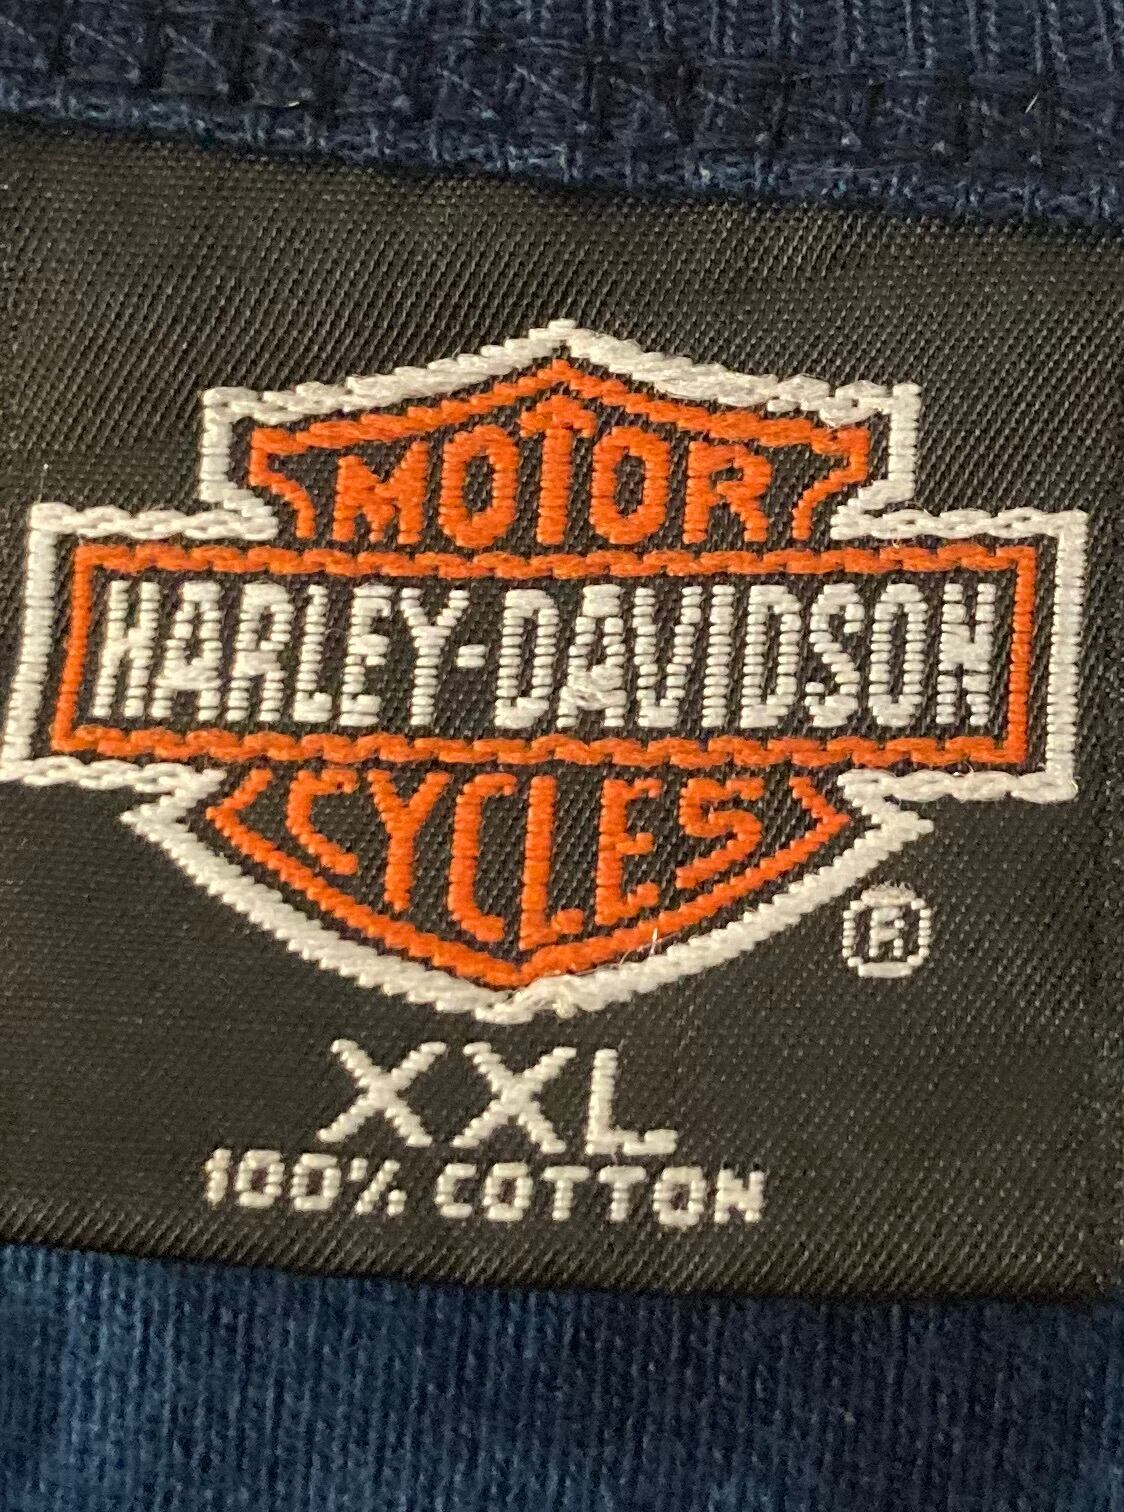 MOTOR
HARLEY-DAVIDSON
CYCLES
®
XXL
100% COTTON